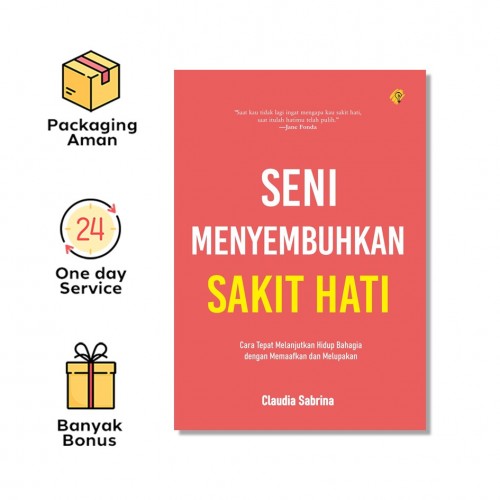 Packaging
Aman
24
One day
Service
Banyak
Bonus
"Saat kau tidak lagi ingat mengapa kau sakit hati,
saat itulah hatimu telah pulih."
—Jane Fonda
SENI
MENYEMBUHKAN
SAKIT HATI
Cara Tepat Melanjutkan Hidup Bahagia
dengan Memaafkan dan Melupakan
Claudia Sabrina